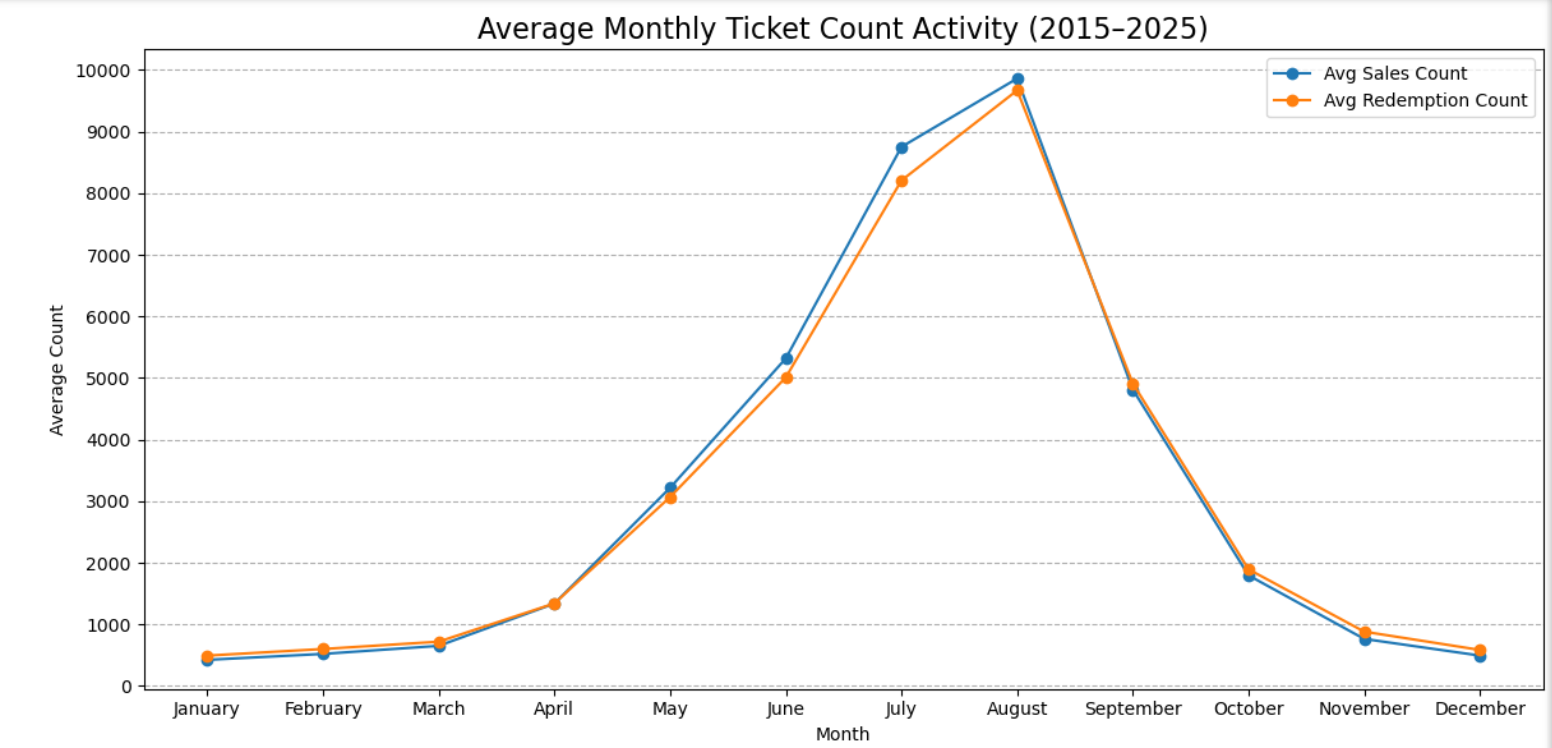 Average Monthly Ticket Count Activity (2015–2025)
Avg Sales Count
Avg Redemption Count
10000
9000
8000
7000
6000
5000
4000
3000
2000
1000
0
Average Count
January February March April May June July August September October November December
Month